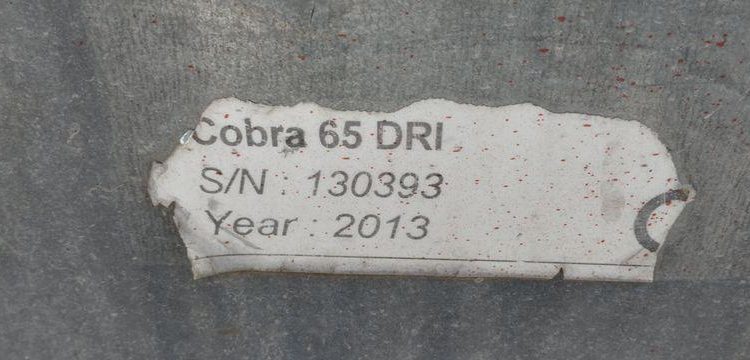 Cobra 65 DRI
S/N : 130393
Year : 2013